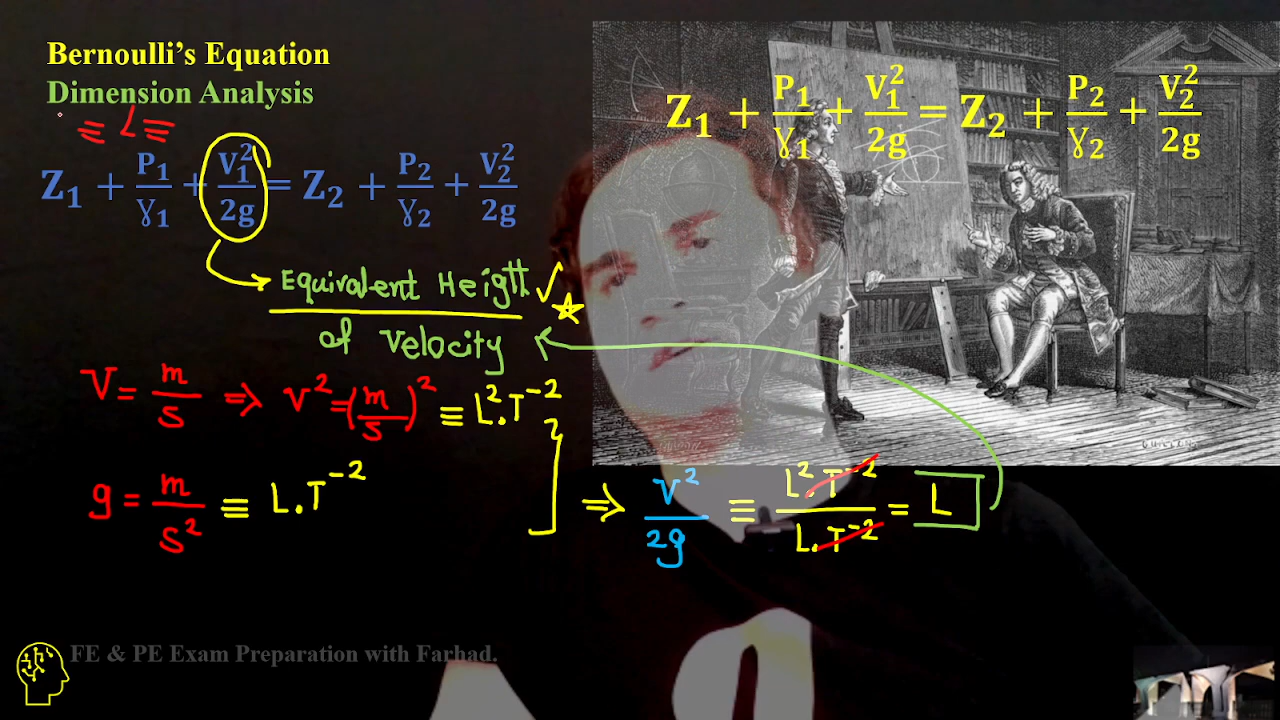 Bernoulli's Equation
Dimension Analysis
≡ L ≡
Z₁ + P₁/γ₁ + V₁²/2g = Z₂ + P₂/γ₂ + V₂²/2g
Z₁ + P₁/γ₁ + V₁²/2g = Z₂ + P₂/γ₂ + V₂²/2g
Equivalent Height ✓
of Velocity
V = m/s ⇒ V² = (m/s)² ≡ L².T⁻²
g = m/s² ≡ L.T⁻²
⇒ V²/2g ≡ L².T⁻²/L.T⁻² = L
FE & PE Exam Preparation with Farhad.